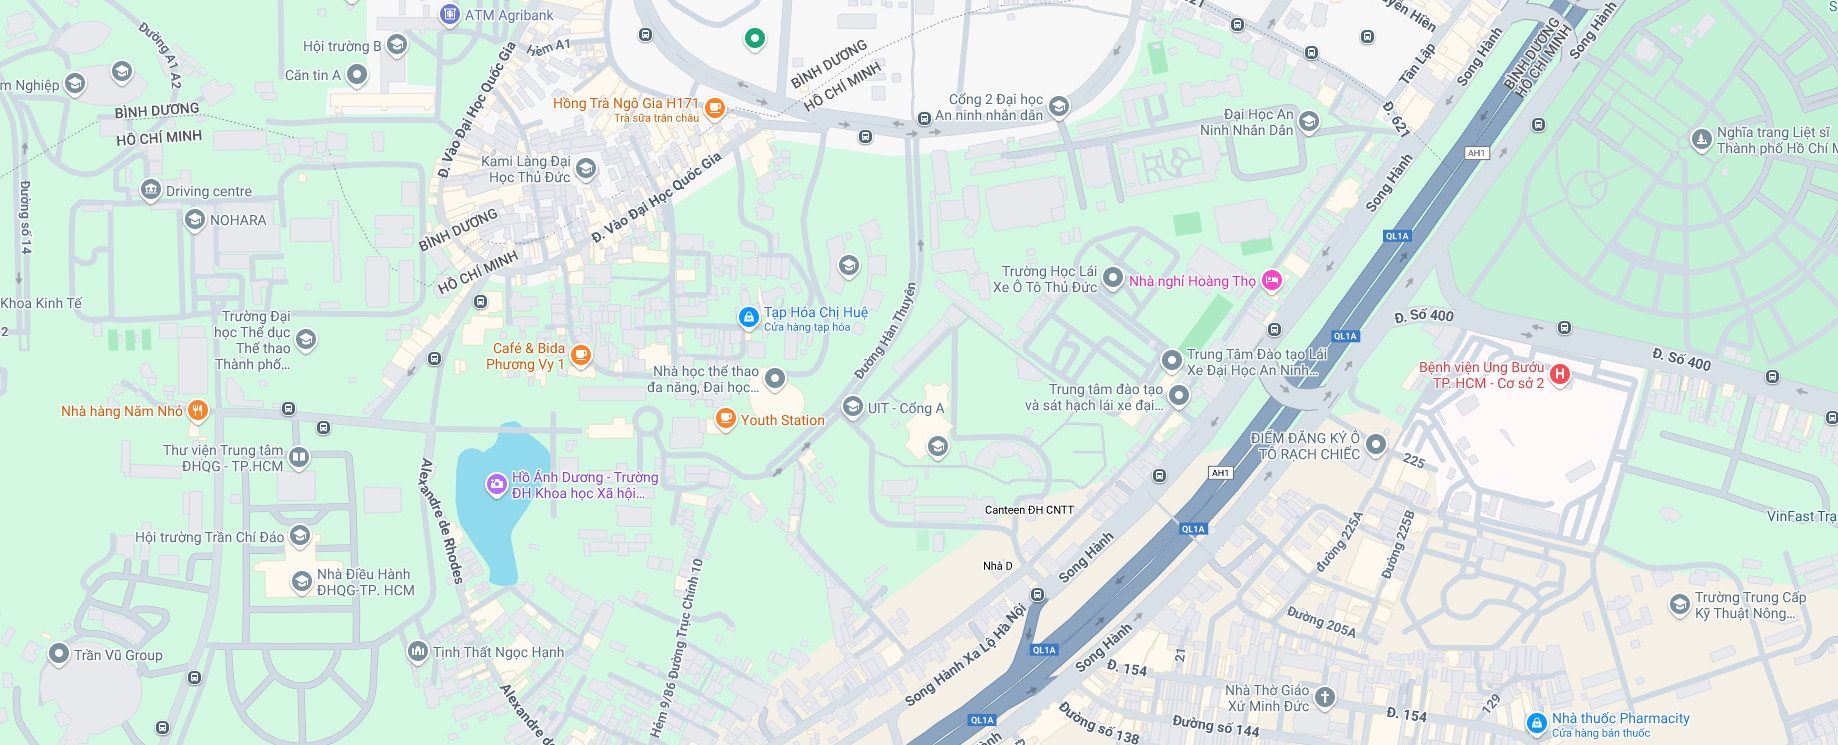 ATM Agribank
Hội trường B
Căn tin A
Đường A1 A2
BÌNH DƯƠNG
HỒ CHÍ MINH
Hẻm A1
Đ. Vào Đại Học Quốc Gia
Hồng Trà Ngô Gia H171
Trà sữa trân châu
BÌNH DƯƠNG
HỒ CHÍ MINH
Cổng 2 Đại học
An ninh nhân dân
Đại Học An
Ninh Nhân Dân
Tân Lập
Song Hành
BÌNH DƯƠNG
HỒ CHÍ MINH
Song Hành
Đ. 621
AH1
Nghĩa trang Liệt sĩ
Thành phố Hồ Chí M
Kami Làng Đại
Học Thủ Đức
Driving centre
NOHARA
Đường số 14
Đ. Vào Đại Học Quốc Gia
BÌNH DƯƠNG
HỒ CHÍ MINH
Song Hành
QL1A
Khoa Kinh Tế
Trường Đại
học Thể dục
Thể thao
Thành phố...
Tạp Hóa Chị Huệ
Cửa hàng tạp hóa
Đường Hàn Thuyên
Trường Học Lái
Xe Ô Tô Thủ Đức
Nhà nghỉ Hoàng Thọ
Đ. Số 400
QL1A
Café & Bida
Phương Vy 1
Nhà học thể thao
đa năng, Đại học...
Trung Tâm Đào tạo Lái
Xe Đại Học An Ninh...
Trung tâm đào tạo
và sát hạch lái xe đại...
Đ. Số 400
Bệnh viện Ung Bướu
TP. HCM - Cơ sở 2
Nhà hàng Năm Nhỏ
Youth Station
UIT - Cổng A
Thư viện Trung tâm
ĐHQG - TP.HCM
ĐIỂM ĐĂNG KÝ Ô
TÔ RẠCH CHIẾC
225
AH1
Hồ Ánh Dương - Trường
ĐH Khoa học Xã hội...
Alexandre de Rhodes
Canteen ĐH CNTT
QL1A
VinFast Trạ
đường 225A
Đường 225B
Hội trường Trần Chí Đáo
Nhà Điều Hành
ĐHQG-TP. HCM
Nhà D
Song Hành
Hẻm 9/86 Đường Trục Chính 10
Trường Trung Cấp
Kỹ Thuật Nông...
Đường 205A
Song Hành Xa Lộ Hà Nội
Trần Vũ Group
Tịnh Thất Ngọc Hạnh
QL1A
Song Hành
Đ. 154
21
Alexandre de
Nhà Thờ Giáo
Xứ Minh Đức
129
Đ. 154
Nhà thuốc Pharmacity
Cửa hàng bán thuốc
QL1A
Đường số 138
Đường số 144